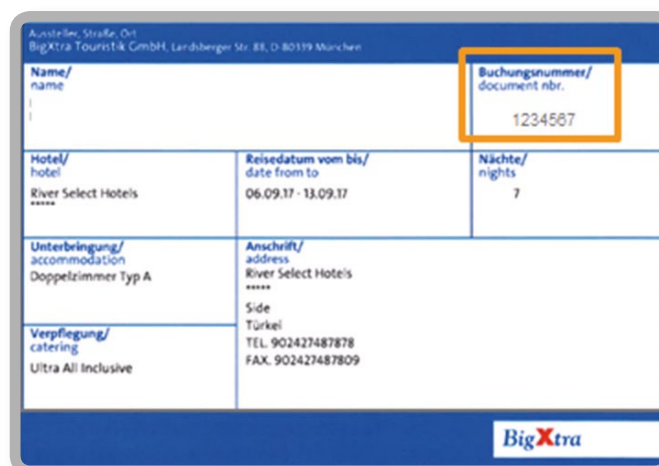 Aussteller, Straße, Ort
BigXtra Touristik GmbH, Landsberger Str. 88, D-80339 München
Name/
name
Buchungsnummer/
document nbr.
1234567
Hotel/
hotel
River Select Hotels
*****
Reisedatum vom bis/
date from to
06.09.17 - 13.09.17
Nächte/
nights
7
Unterbringung/
accommodation
Doppelzimmer Typ A
Anschrift/
address
River Select Hotels
*****
Side
Türkei
TEL. 902427487878
FAX. 902427487809
Verpflegung/
catering
Ultra All Inclusive
BigXtra